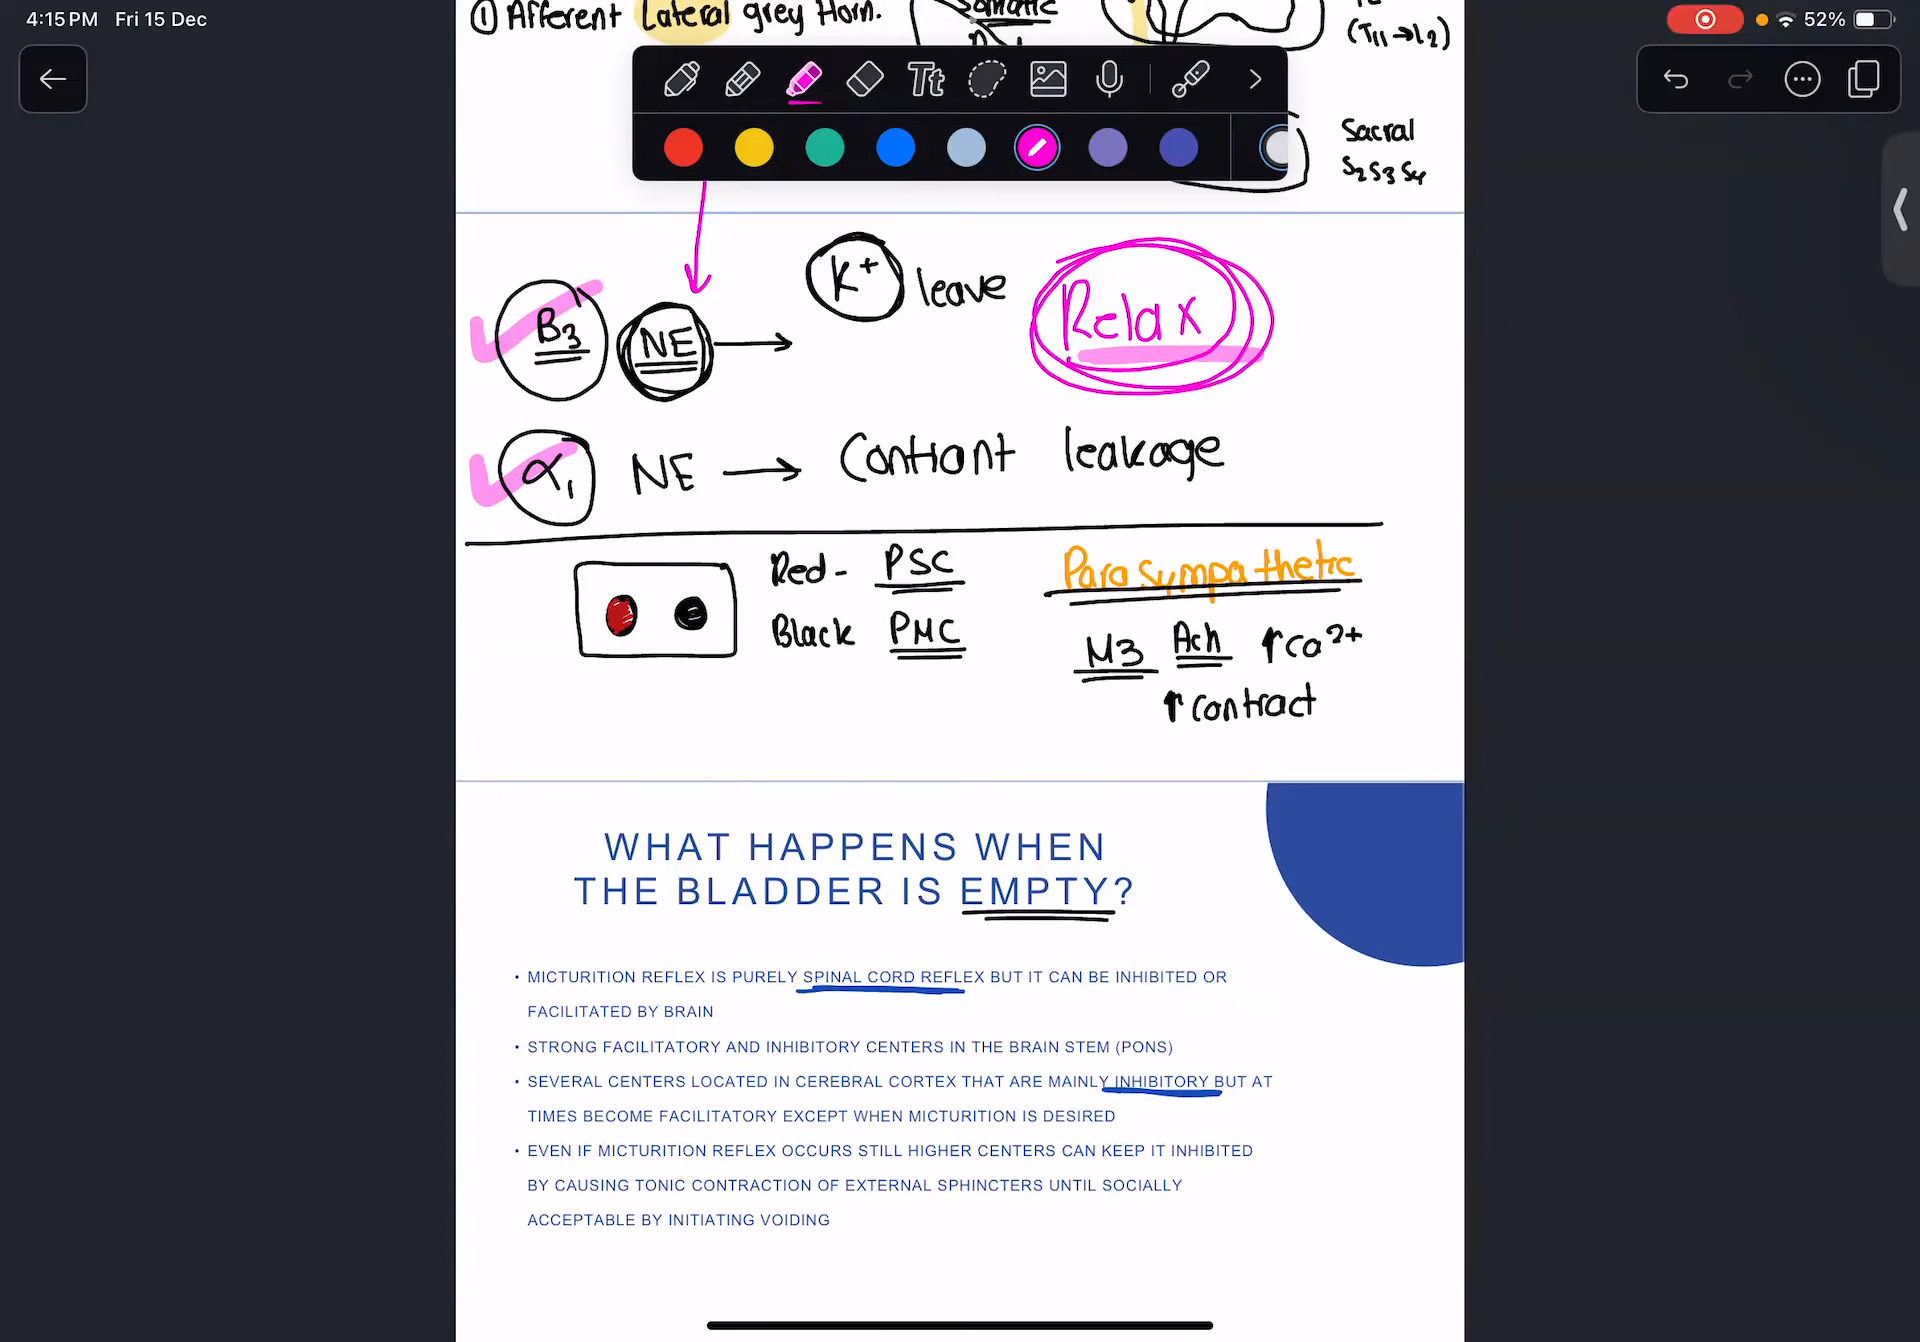 4:15 PM Fri 15 Dec
52%
① Afferent Lateral grey Horn.
Somatic
(T11→L2)
Tt
Sacral
S2 S3 S4
B3 NE → K+ leave Relax
α1 NE → Contract leakage
Red - PSC
Black PMC
Parasympathetic
M3 Ach ↑Ca2+
↑ Contract
WHAT HAPPENS WHEN
THE BLADDER IS EMPTY?
• MICTURITION REFLEX IS PURELY SPINAL CORD REFLEX BUT IT CAN BE INHIBITED OR
FACILITATED BY BRAIN
• STRONG FACILITATORY AND INHIBITORY CENTERS IN THE BRAIN STEM (PONS)
• SEVERAL CENTERS LOCATED IN CEREBRAL CORTEX THAT ARE MAINLY INHIBITORY BUT AT
TIMES BECOME FACILITATORY EXCEPT WHEN MICTURITION IS DESIRED
• EVEN IF MICTURITION REFLEX OCCURS STILL HIGHER CENTERS CAN KEEP IT INHIBITED
BY CAUSING TONIC CONTRACTION OF EXTERNAL SPHINCTERS UNTIL SOCIALLY
ACCEPTABLE BY INITIATING VOIDING